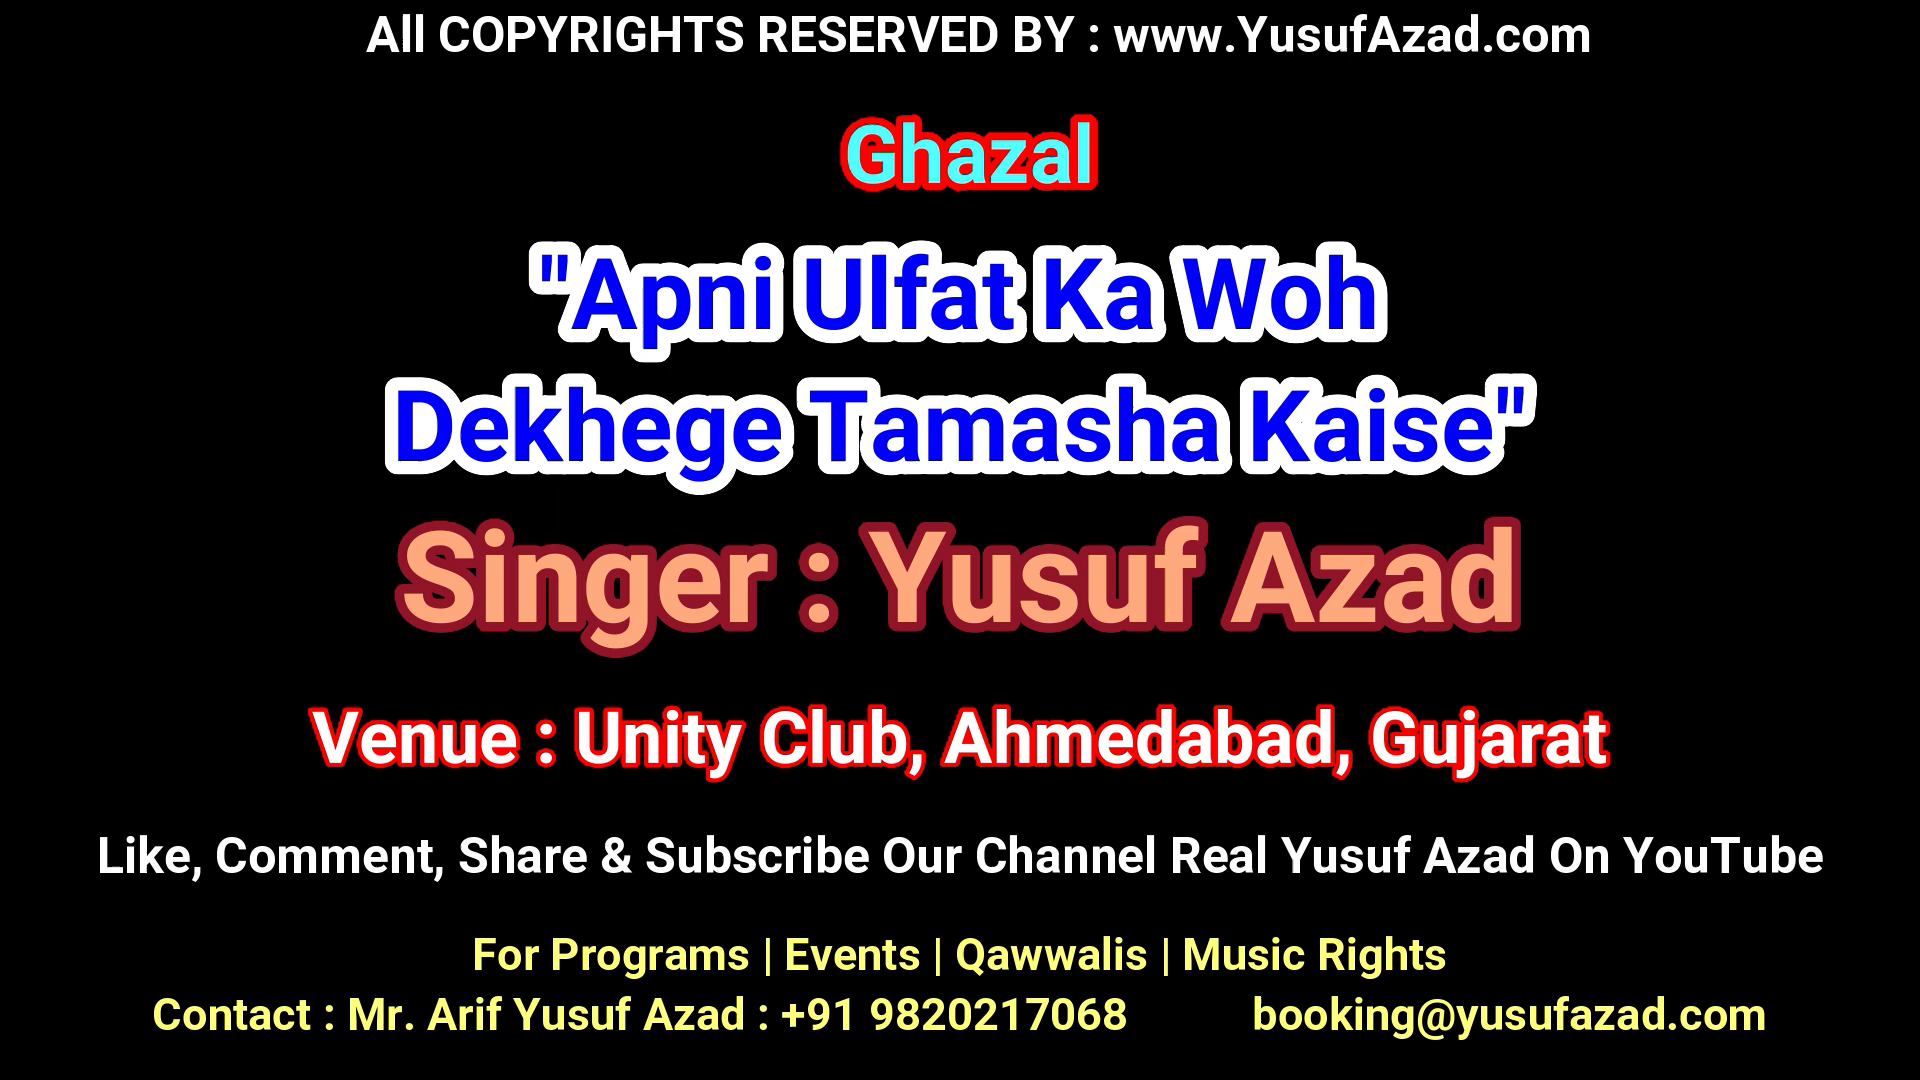 All COPYRIGHTS RESERVED BY : www.YusufAzad.com
Ghazal
"Apni Ulfat Ka Woh
Dekhege Tamasha Kaise"
Singer : Yusuf Azad
Venue : Unity Club, Ahmedabad, Gujarat
Like, Comment, Share & Subscribe Our Channel Real Yusuf Azad On YouTube
For Programs | Events | Qawwalis | Music Rights
Contact : Mr. Arif Yusuf Azad : +91 9820217068 booking@yusufazad.com